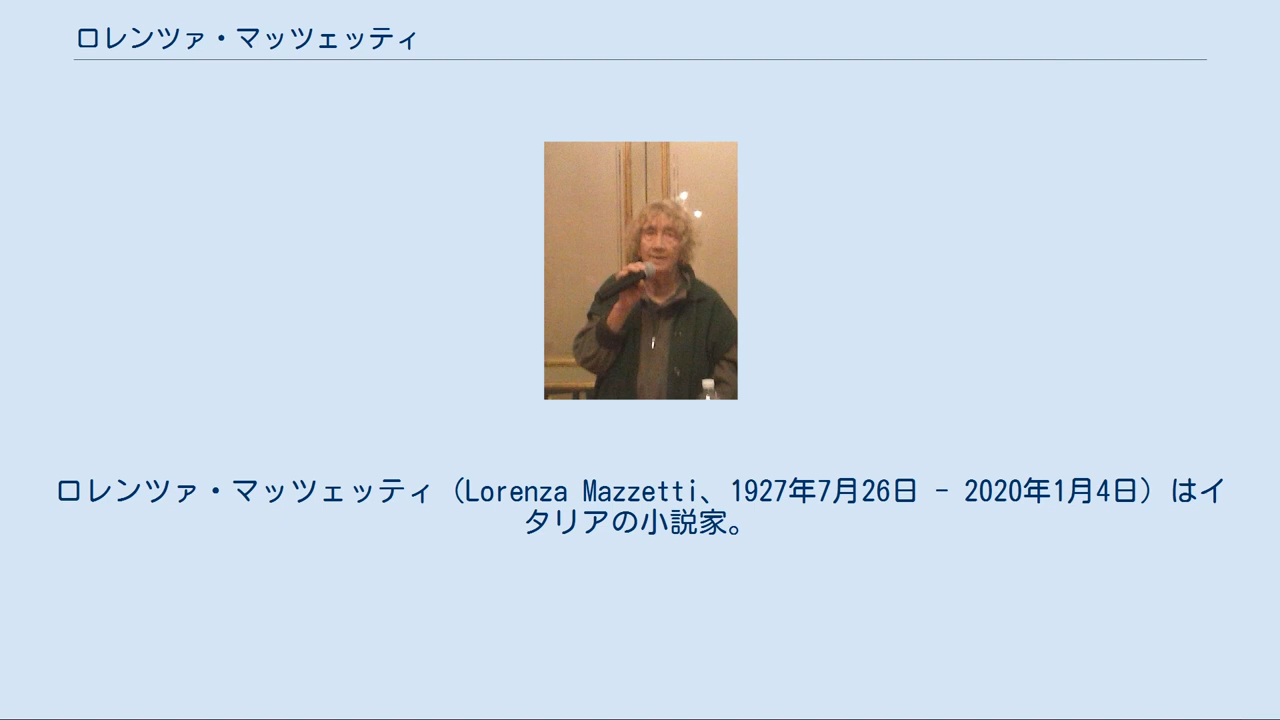 ロレンツァ・マッツェッティ
ロレンツァ・マッツェッティ（Lorenza Mazzetti、1927年7月26日 - 2020年1月4日）はイ
タリアの小説家。